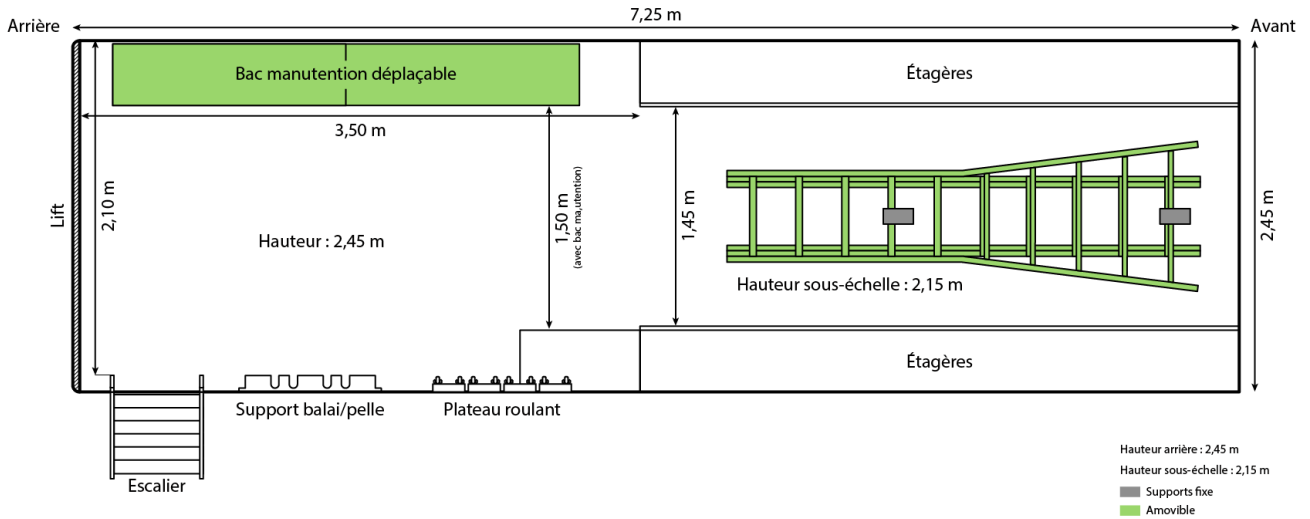 7,25 m
Arrière
Avant
Bac manutention déplaçable
Étagères
3,50 m
Lift
2,10 m
1,50 m
(avec bac ma,utention)
1,45 m
2,45 m
Hauteur : 2,45 m
Hauteur sous-échelle : 2,15 m
Étagères
Support balai/pelle
Plateau roulant
Escalier
Hauteur arrière : 2,45 m
Hauteur sous-échelle : 2,15 m
Supports fixe
Amovible